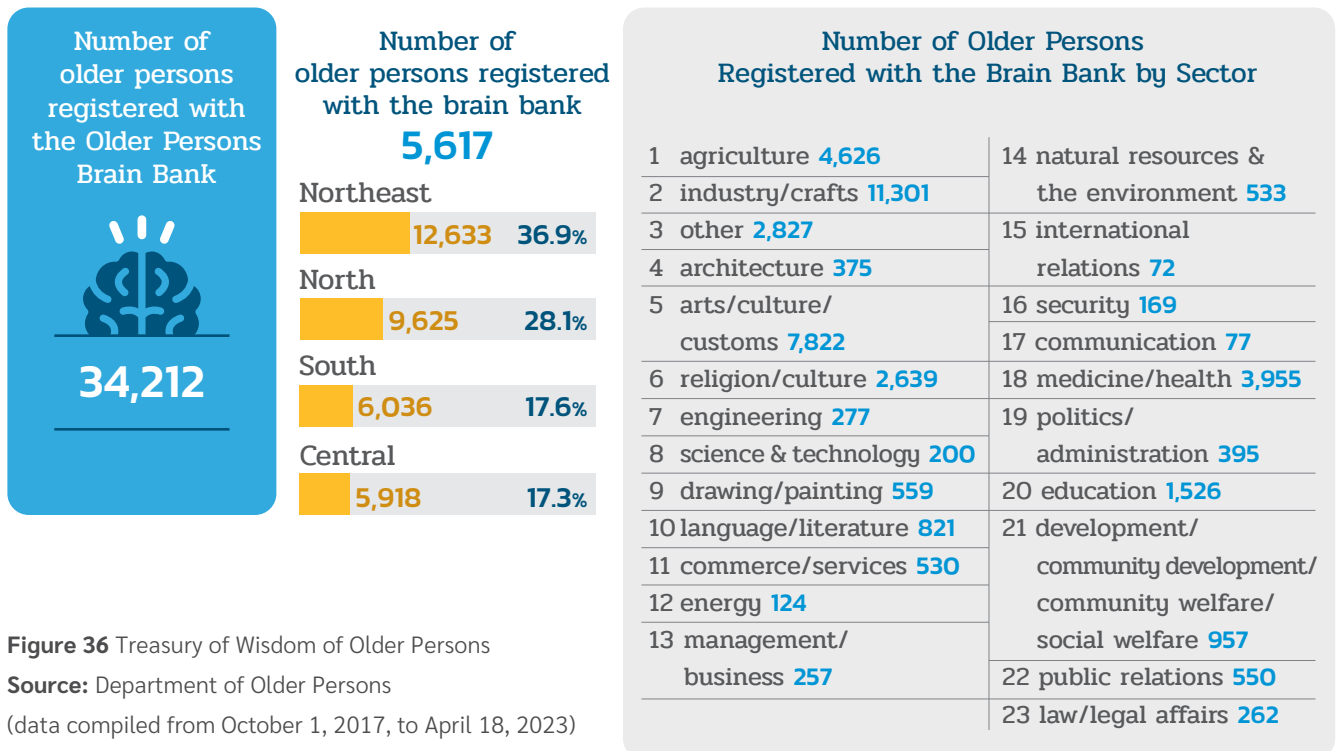 Number of
older persons
registered with
the Older Persons
Brain Bank
34,212
Number of
older persons registered
with the brain bank
5,617
Northeast
12,633 36.9%
North
9,625 28.1%
South
6,036 17.6%
Central
5,918 17.3%
Figure 36 Treasury of Wisdom of Older Persons
Source: Department of Older Persons
(data compiled from October 1, 2017, to April 18, 2023)
Number of Older Persons
Registered with the Brain Bank by Sector
1 agriculture 4,626
2 industry/crafts 11,301
3 other 2,827
4 architecture 375
5 arts/culture/
customs 7,822
6 religion/culture 2,639
7 engineering 277
8 science & technology 200
9 drawing/painting 559
10 language/literature 821
11 commerce/services 530
12 energy 124
13 management/
business 257
14 natural resources &
the environment 533
15 international
relations 72
16 security 169
17 communication 77
18 medicine/health 3,955
19 politics/
administration 395
20 education 1,526
21 development/
community development/
community welfare/
social welfare 957
22 public relations 550
23 law/legal affairs 262